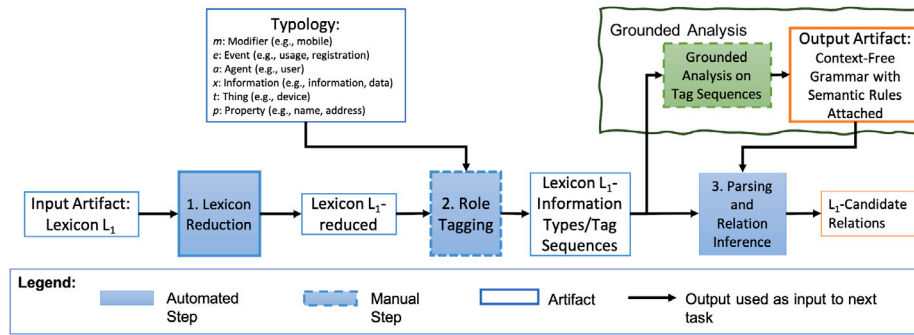 Typology:
m: Modifier (e.g., mobile)
e: Event (e.g., usage, registration)
a: Agent (e.g., user)
x: Information (e.g., information, data)
t: Thing (e.g., device)
p: Property (e.g., name, address)
Grounded Analysis
Grounded
Analysis on
Tag Sequences
Output Artifact:
Context-Free
Grammar with
Semantic Rules
Attached
Input Artifact:
Lexicon L₁
1. Lexicon
Reduction
Lexicon L₁-
reduced
2. Role
Tagging
Lexicon L₁-
Information
Types/Tag
Sequences
3. Parsing
and
Relation
Inference
L₁-Candidate
Relations
Legend:
Automated
Step
Manual
Step
Artifact
Output used as input to next
task